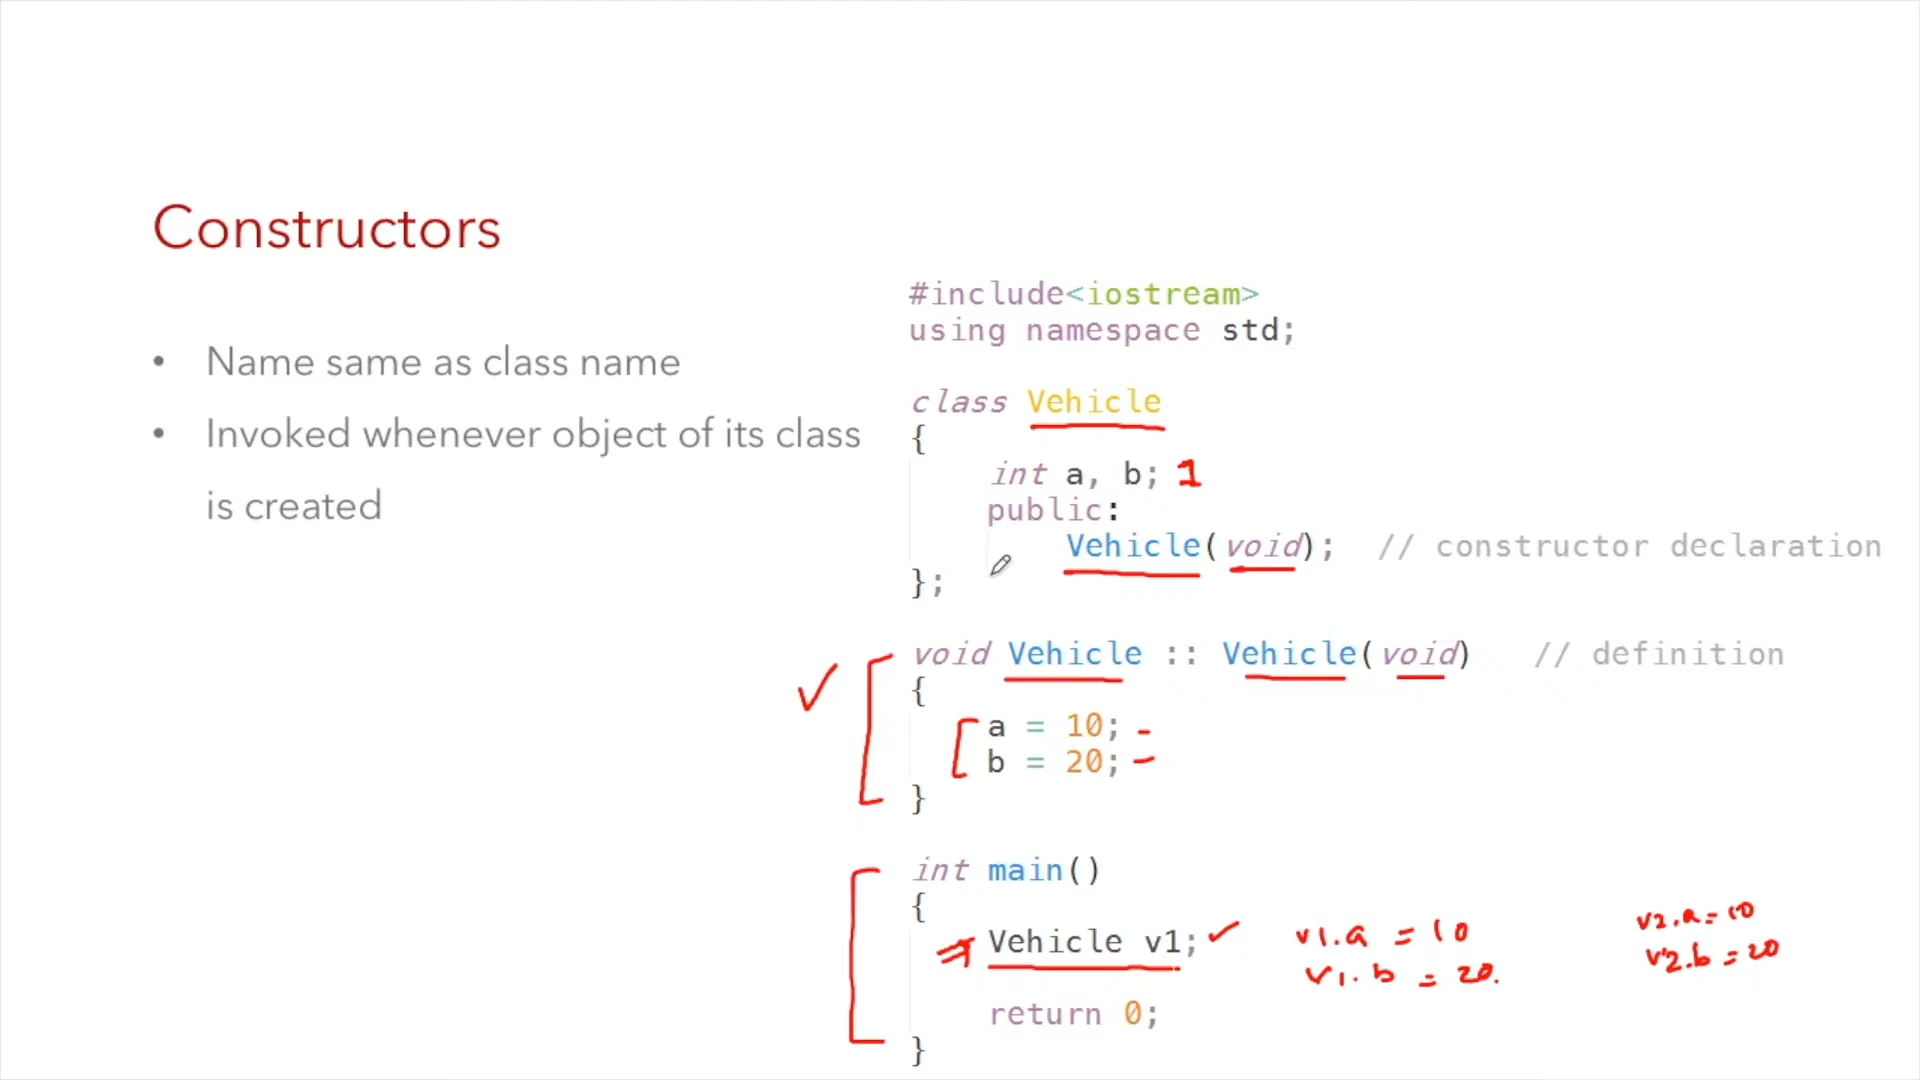 Constructors
• Name same as class name
• Invoked whenever object of its class
is created
#include<iostream>
using namespace std;
class Vehicle
{
int a, b; 1
public:
Vehicle(void); // constructor declaration
};
void Vehicle :: Vehicle(void) // definition
{
a = 10;
b = 20;
}
int main()
{
Vehicle v1;
v1.a = 10
v1.b = 20.
v2.a = 10
v2.b = 20
return 0;
}